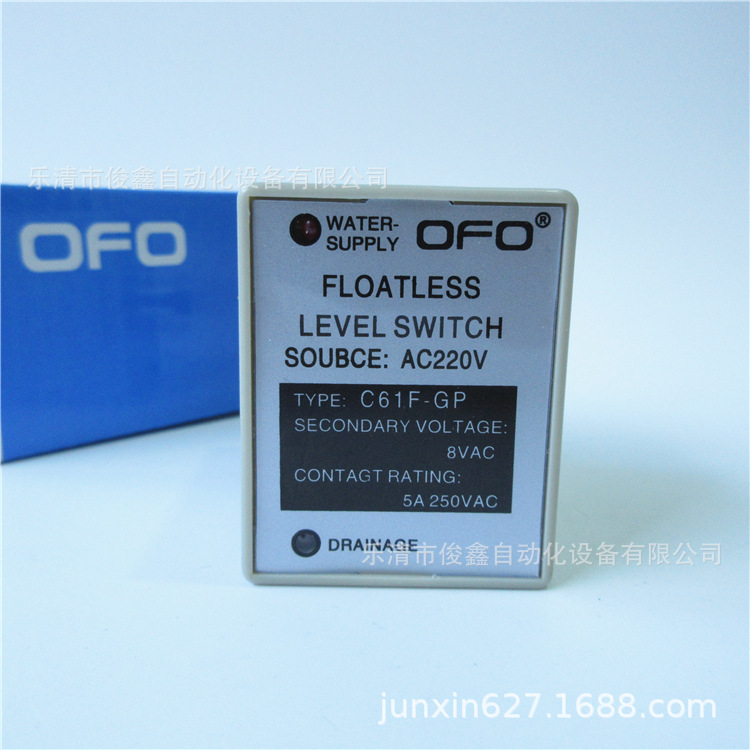 乐清市俊鑫自动化设备有限公司
OFO
WATER-
SUPPLY
OFO®
FLOATLESS
LEVEL SWITCH
SOUBCE: AC220V
TYPE: C61F-GP
SECONDARY VOLTAGE:
8VAC
CONTAGT RATING:
5A 250VAC
DRAINAGE
乐清市俊鑫自动化设备有限公司
junxin627.1688.com